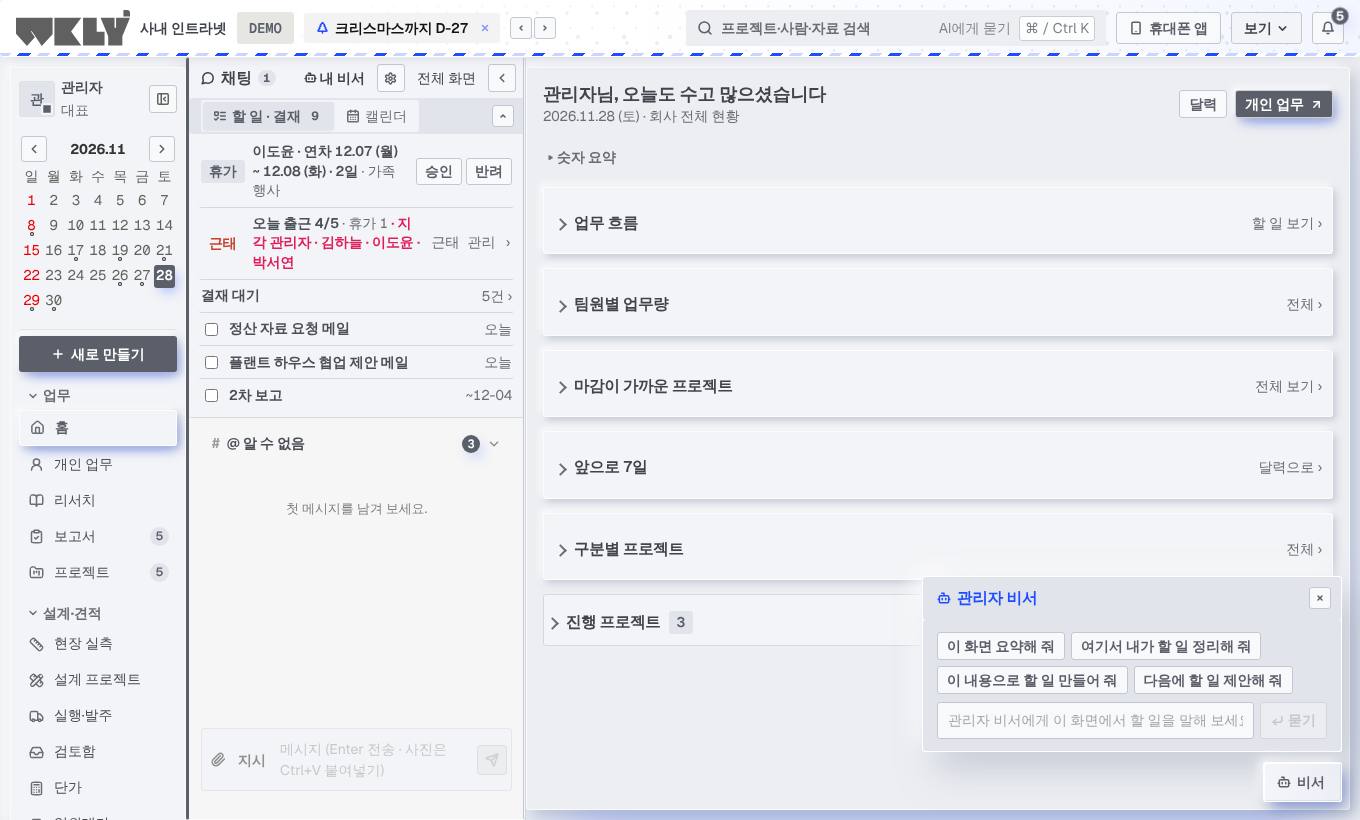 WKLY 사내 인트라넷 DEMO 크리스마스까지 D-27 × ‹ › 프로젝트·사람·자료 검색 AI에게 묻기 ⌘ / Ctrl K 휴대폰 앱 보기 5
관 관리자
대표
2026.11
일 월 화 수 목 금 토
1 2 3 4 5 6 7
8 9 10 11 12 13 14
15 16 17 18 19 20 21
22 23 24 25 26 27 28
29 30
+ 새로 만들기
업무
홈
개인 업무
리서치
보고서 5
프로젝트 5
설계·견적
현장 실측
설계 프로젝트
실행·발주
검토함
단가
채팅 1 내 비서 전체 화면
할 일 · 결재 9 캘린더
휴가 이도윤 · 연차 12.07 (월)
~ 12.08 (화) · 2일 · 가족
행사
승인 반려
근태 오늘 출근 4/5 · 휴가 1 · 지
각 관리자 · 김하늘 · 이도윤 ·
박서연
근태 관리 ›
결재 대기 5건 ›
정산 자료 요청 메일 오늘
플랜트 하우스 협업 제안 메일 오늘
2차 보고 ~12-04
# @ 알 수 없음 3
첫 메시지를 남겨 보세요.
지시 메시지 (Enter 전송 · 사진은
Ctrl+V 붙여넣기)
관리자님, 오늘도 수고 많으셨습니다
2026.11.28 (토) · 회사 전체 현황
달력 개인 업무
숫자 요약
업무 흐름 할 일 보기 ›
팀원별 업무량 전체 ›
마감이 가까운 프로젝트 전체 보기 ›
앞으로 7일 달력으로 ›
구분별 프로젝트 전체 ›
진행 프로젝트 3
관리자 비서 ×
이 화면 요약해 줘 여기서 내가 할 일 정리해 줘
이 내용으로 할 일 만들어 줘 다음에 할 일 제안해 줘
관리자 비서에게 이 화면에서 할 일을 말해 보세요 묻기
비서